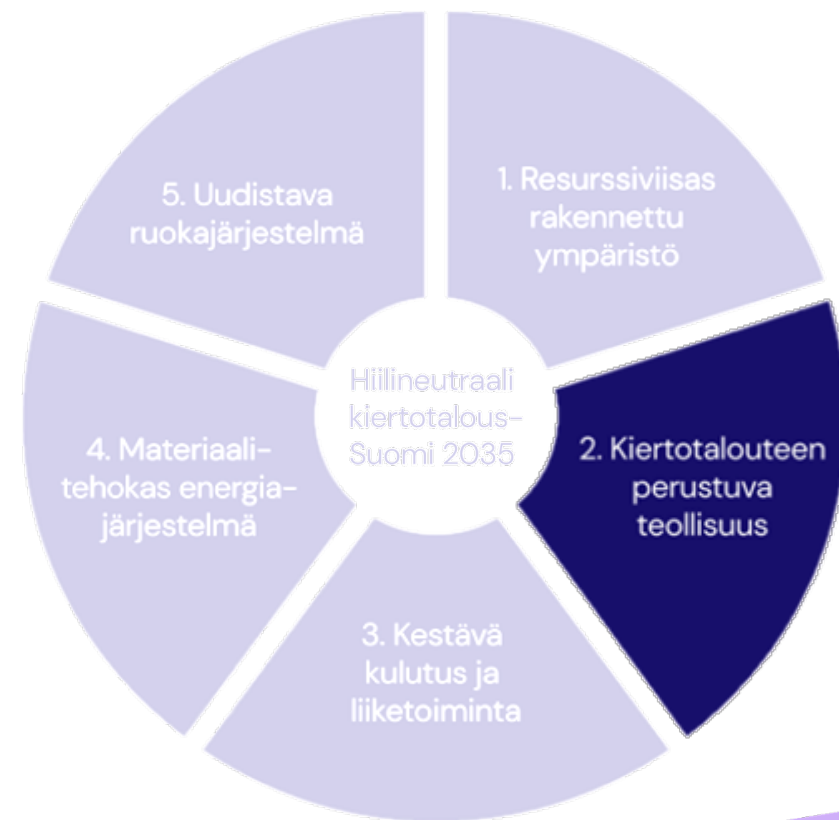 1. Resurssiviisas
rakennettu
ympäristö
2. Kiertotalouteen
perustuva
teollisuus
3. Kestävä
kulutus ja
liiketoiminta
4. Materiaali-
tehokas energia-
järjestelmä
5. Uudistava
ruokajärjestelmä
Hiilineutraali
kiertotalous-
Suomi 2035